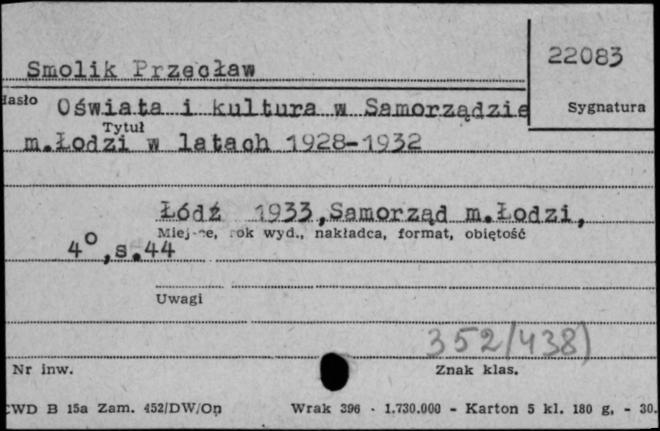 22083
Smolik Przecław
Hasło Oświata i kultura w Samorządzie
Sygnatura
Tytuł
m.Łodzi w latach 1928-1932
Łódź 1933,Samorząd m.Łodzi,
Miejsce, rok wyd., nakładca, format, objętość
4°,s.44
Uwagi
352/438)
Nr inw.
Znak klas.
CWD B 15a Zam. 452/DW/Op Wrak 396 - 1.730.000 - Karton 5 kl. 180 g, - 30.